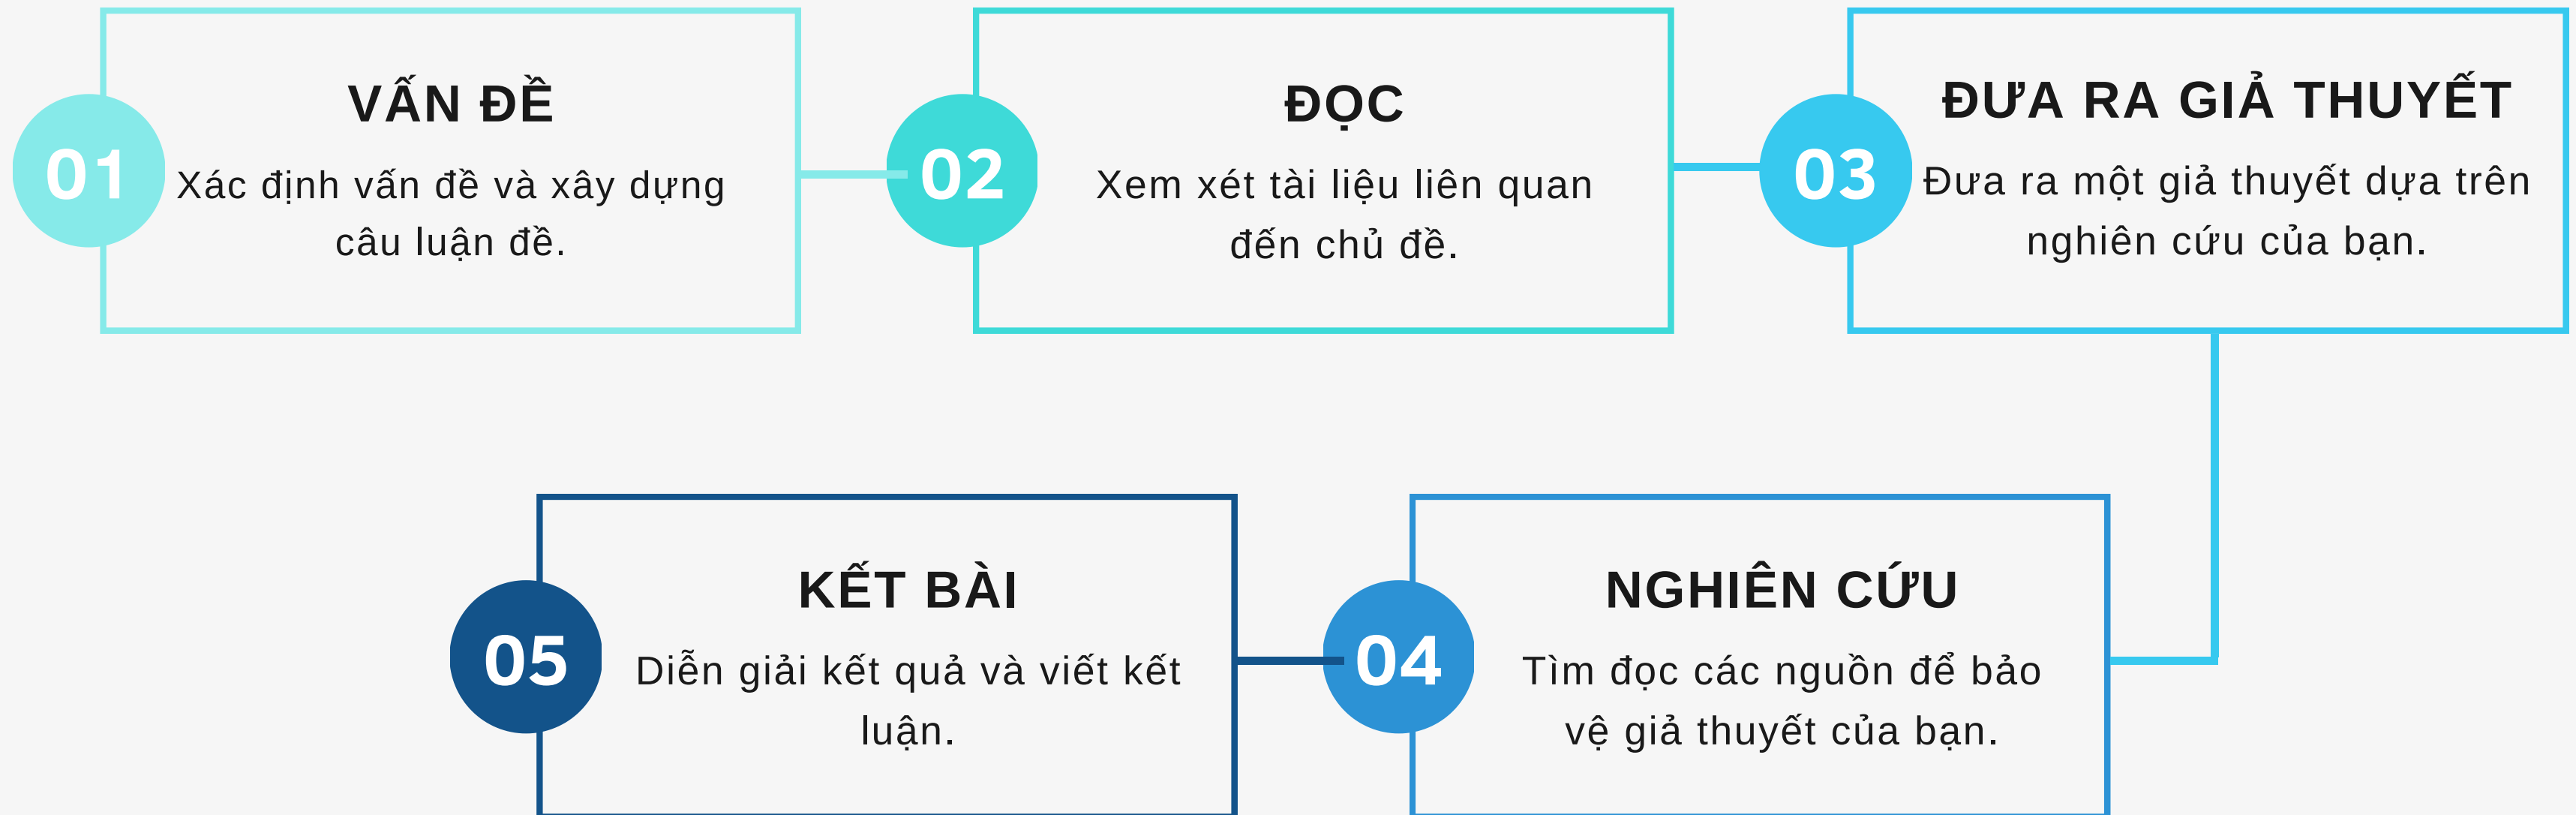 01
VẤN ĐỀ
Xác định vấn đề và xây dựng
câu luận đề.
02
ĐỌC
Xem xét tài liệu liên quan
đến chủ đề.
03
ĐƯA RA GIẢ THUYẾT
Đưa ra một giả thuyết dựa trên
nghiên cứu của bạn.
04
NGHIÊN CỨU
Tìm đọc các nguồn để bảo
vệ giả thuyết của bạn.
05
KẾT BÀI
Diễn giải kết quả và viết kết
luận.